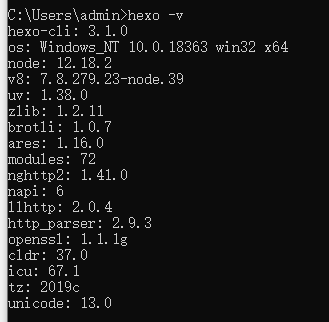 C:\Users\admin>hexo -v
hexo-cli: 3.1.0
os: Windows_NT 10.0.18363 win32 x64
node: 12.18.2
v8: 7.8.279.23-node.39
uv: 1.38.0
zlib: 1.2.11
brotli: 1.0.7
ares: 1.16.0
modules: 72
nghttp2: 1.41.0
napi: 6
llhttp: 2.0.4
http_parser: 2.9.3
openssl: 1.1.1g
cldr: 37.0
icu: 67.1
tz: 2019c
unicode: 13.0